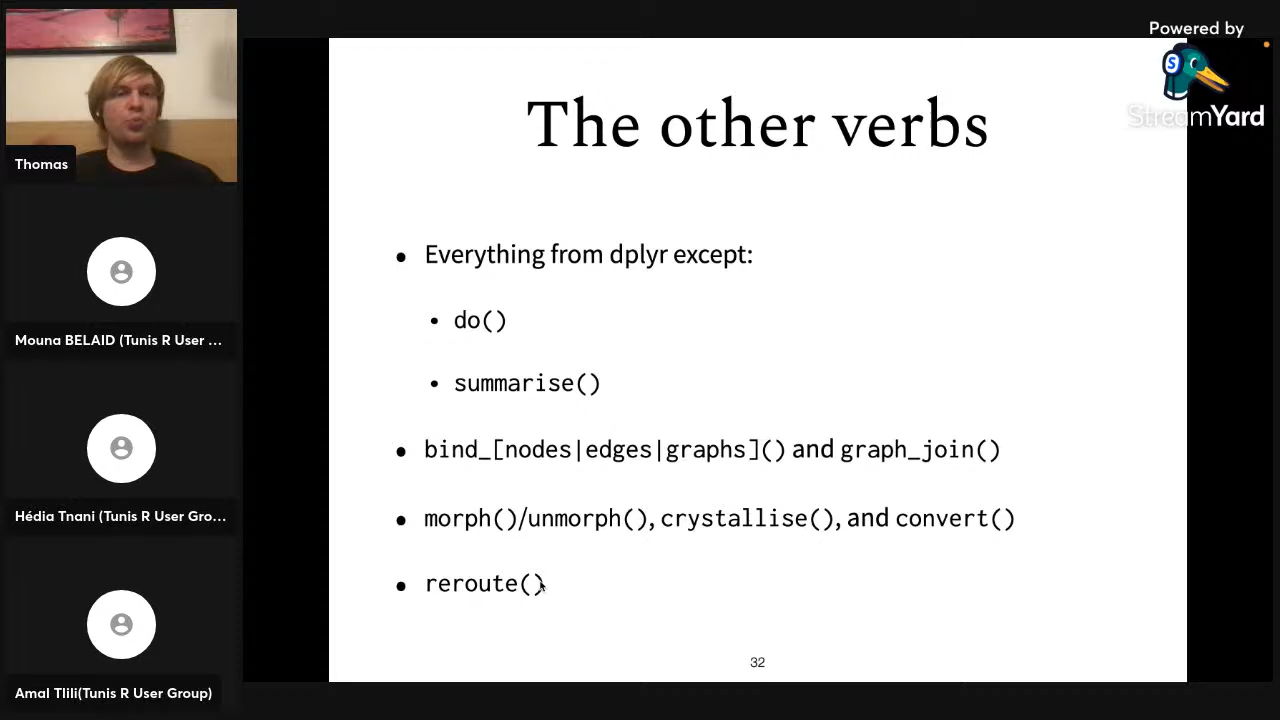 Powered by
StreamYard
Thomas
Mouna BELAID (Tunis R User ...
Hédia Tnani (Tunis R User Gro...
Amal Tlili(Tunis R User Group)
The other verbs
• Everything from dplyr except:
• do()
• summarise()
• bind_[nodes|edges|graphs]() and graph_join()
• morph()/unmorph(), crystallise(), and convert()
• reroute()
32